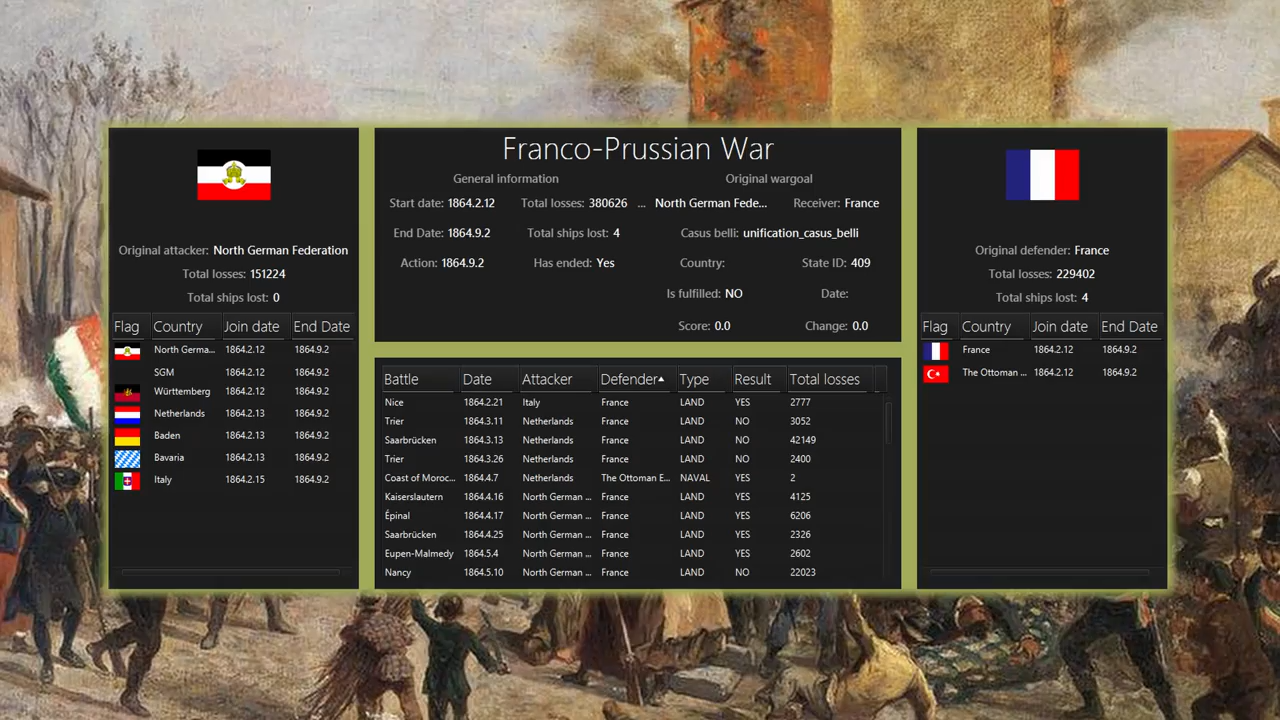 Original attacker: North German Federation
Total losses: 151224
Total ships lost: 0
Flag Country Join date End Date
North Germa... 1864.2.12 1864.9.2
SGM 1864.2.12 1864.9.2
Württemberg 1864.2.12 1864.9.2
Netherlands 1864.2.13 1864.9.2
Baden 1864.2.13 1864.9.2
Bavaria 1864.2.13 1864.9.2
Italy 1864.2.15 1864.9.2
Franco-Prussian War
General information Original wargoal
Start date: 1864.2.12 Total losses: 380626 ... North German Fede... Receiver: France
End Date: 1864.9.2 Total ships lost: 4 Casus belli: unification_casus_belli
Action: 1864.9.2 Has ended: Yes Country: State ID: 409
Is fulfilled: NO Date:
Score: 0.0 Change: 0.0
Battle Date Attacker Defender Type Result Total losses
Nice 1864.2.21 Italy France LAND YES 2777
Trier 1864.3.11 Netherlands France LAND NO 3052
Saarbrücken 1864.3.13 Netherlands France LAND NO 42149
Trier 1864.3.26 Netherlands France LAND NO 2400
Coast of Moroc... 1864.4.7 Netherlands The Ottoman E... NAVAL YES 2
Kaiserslautern 1864.4.16 North German ... France LAND YES 4125
Épinal 1864.4.17 North German ... France LAND YES 6206
Saarbrücken 1864.4.25 North German ... France LAND YES 2326
Eupen-Malmedy 1864.5.4 North German ... France LAND YES 2602
Nancy 1864.5.10 North German ... France LAND NO 22023
Original defender: France
Total losses: 229402
Total ships lost: 4
Flag Country Join date End Date
France 1864.2.12 1864.9.2
The Ottoman ... 1864.2.12 1864.9.2